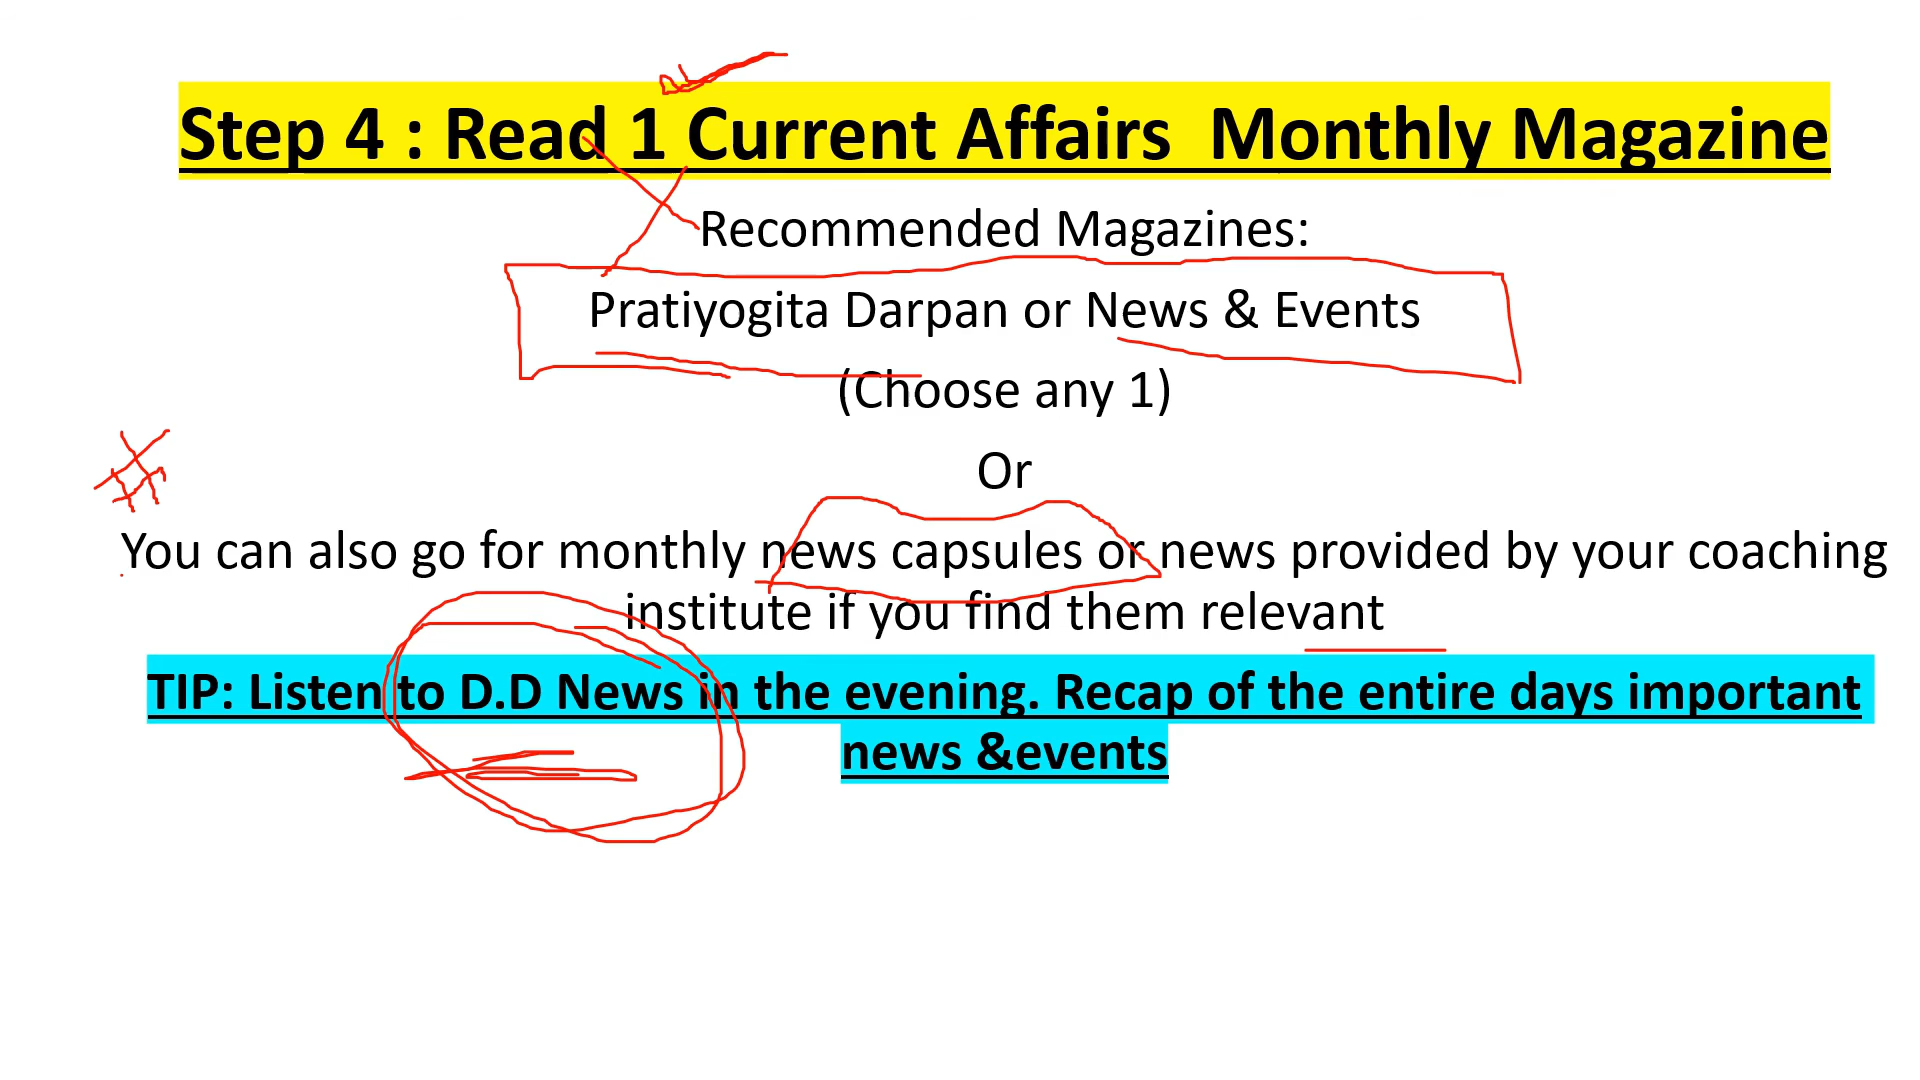 Step 4 : Read 1 Current Affairs  Monthly Magazine
Recommended Magazines:
Pratiyogita Darpan or News & Events
(Choose any 1)
Or
You can also go for monthly news capsules or news provided by your coaching
institute if you find them relevant
TIP: Listen to D.D News in the evening. Recap of the entire days important
news &events